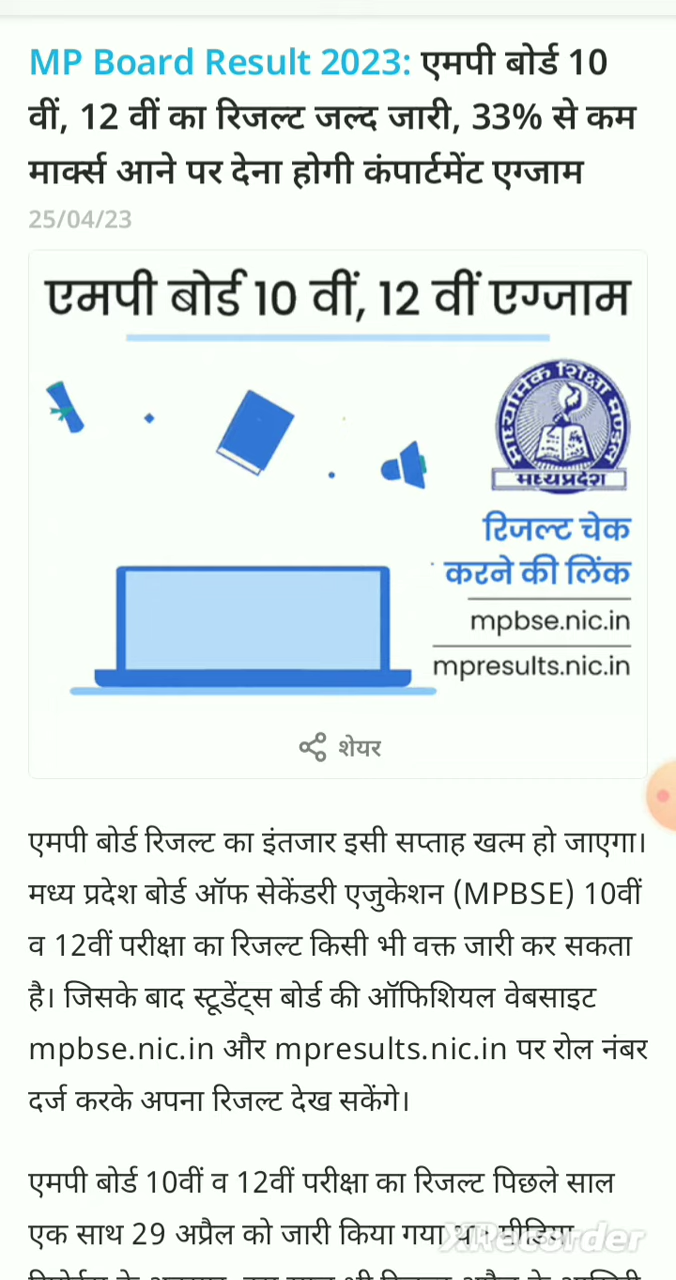 MP Board Result 2023: एमपी बोर्ड 10
वीं, 12 वीं का रिजल्ट जल्द जारी, 33% से कम
मार्क्स आने पर देना होगी कंपार्टमेंट एग्जाम
25/04/23
एमपी बोर्ड 10 वीं, 12 वीं एग्जाम
माध्यमिक शिक्षा मण्डल
मध्यप्रदेश
रिजल्ट चेक
करने की लिंक
mpbse.nic.in
mpresults.nic.in
शेयर
एमपी बोर्ड रिजल्ट का इंतजार इसी सप्ताह खत्म हो जाएगा।
मध्य प्रदेश बोर्ड ऑफ सेकेंडरी एजुकेशन (MPBSE) 10वीं
व 12वीं परीक्षा का रिजल्ट किसी भी वक्त जारी कर सकता
है। जिसके बाद स्टूडेंट्स बोर्ड की ऑफिशियल वेबसाइट
mpbse.nic.in और mpresults.nic.in पर रोल नंबर
दर्ज करके अपना रिजल्ट देख सकेंगे।
एमपी बोर्ड 10वीं व 12वीं परीक्षा का रिजल्ट पिछले साल
एक साथ 29 अप्रैल को जारी किया गया था। मीडिया
XRecorder